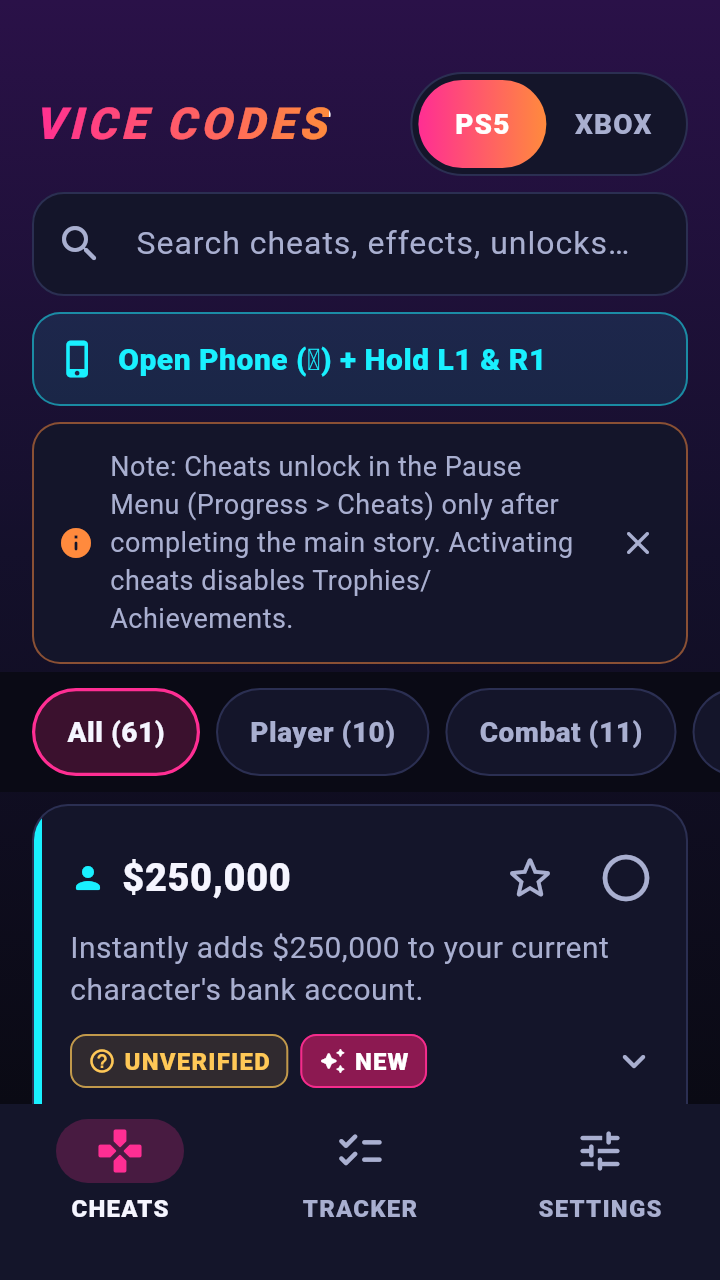 VICE CODES
PS5
XBOX
Search cheats, effects, unlocks…
Open Phone (▯) + Hold L1 & R1
Note: Cheats unlock in the Pause
Menu (Progress > Cheats) only after
completing the main story. Activating
cheats disables Trophies/
Achievements.
All (61)
Player (10)
Combat (11)
$250,000
Instantly adds $250,000 to your current
character's bank account.
UNVERIFIED
NEW
CHEATS
TRACKER
SETTINGS